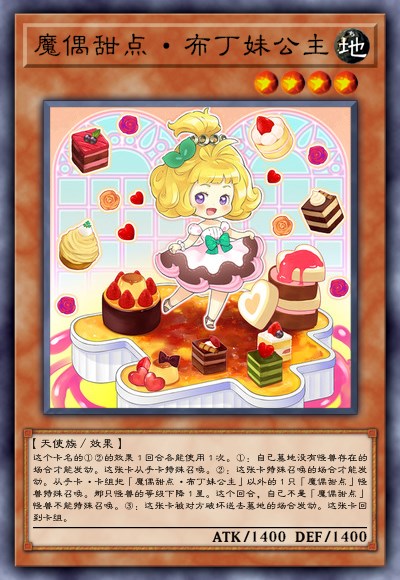 魔偶甜点・布丁妹公主 地
【天使族/效果】
这个卡名的①②的效果1回合各能使用1次。①：自己墓地没有怪兽存在的
场合才能发动。这张卡从手卡特殊召唤。②：这张卡特殊召唤的场合才能发
动。从手卡·卡组把「魔偶甜点·布丁妹公主」以外的1只「魔偶甜点」怪
兽特殊召唤。那只怪兽的等级下降1星。这个回合，自己不是「魔偶甜点」
怪兽不能特殊召唤。③：这张卡被对方破坏送去墓地的场合发动。这张卡回
到卡组。
ATK/1400 DEF/1400